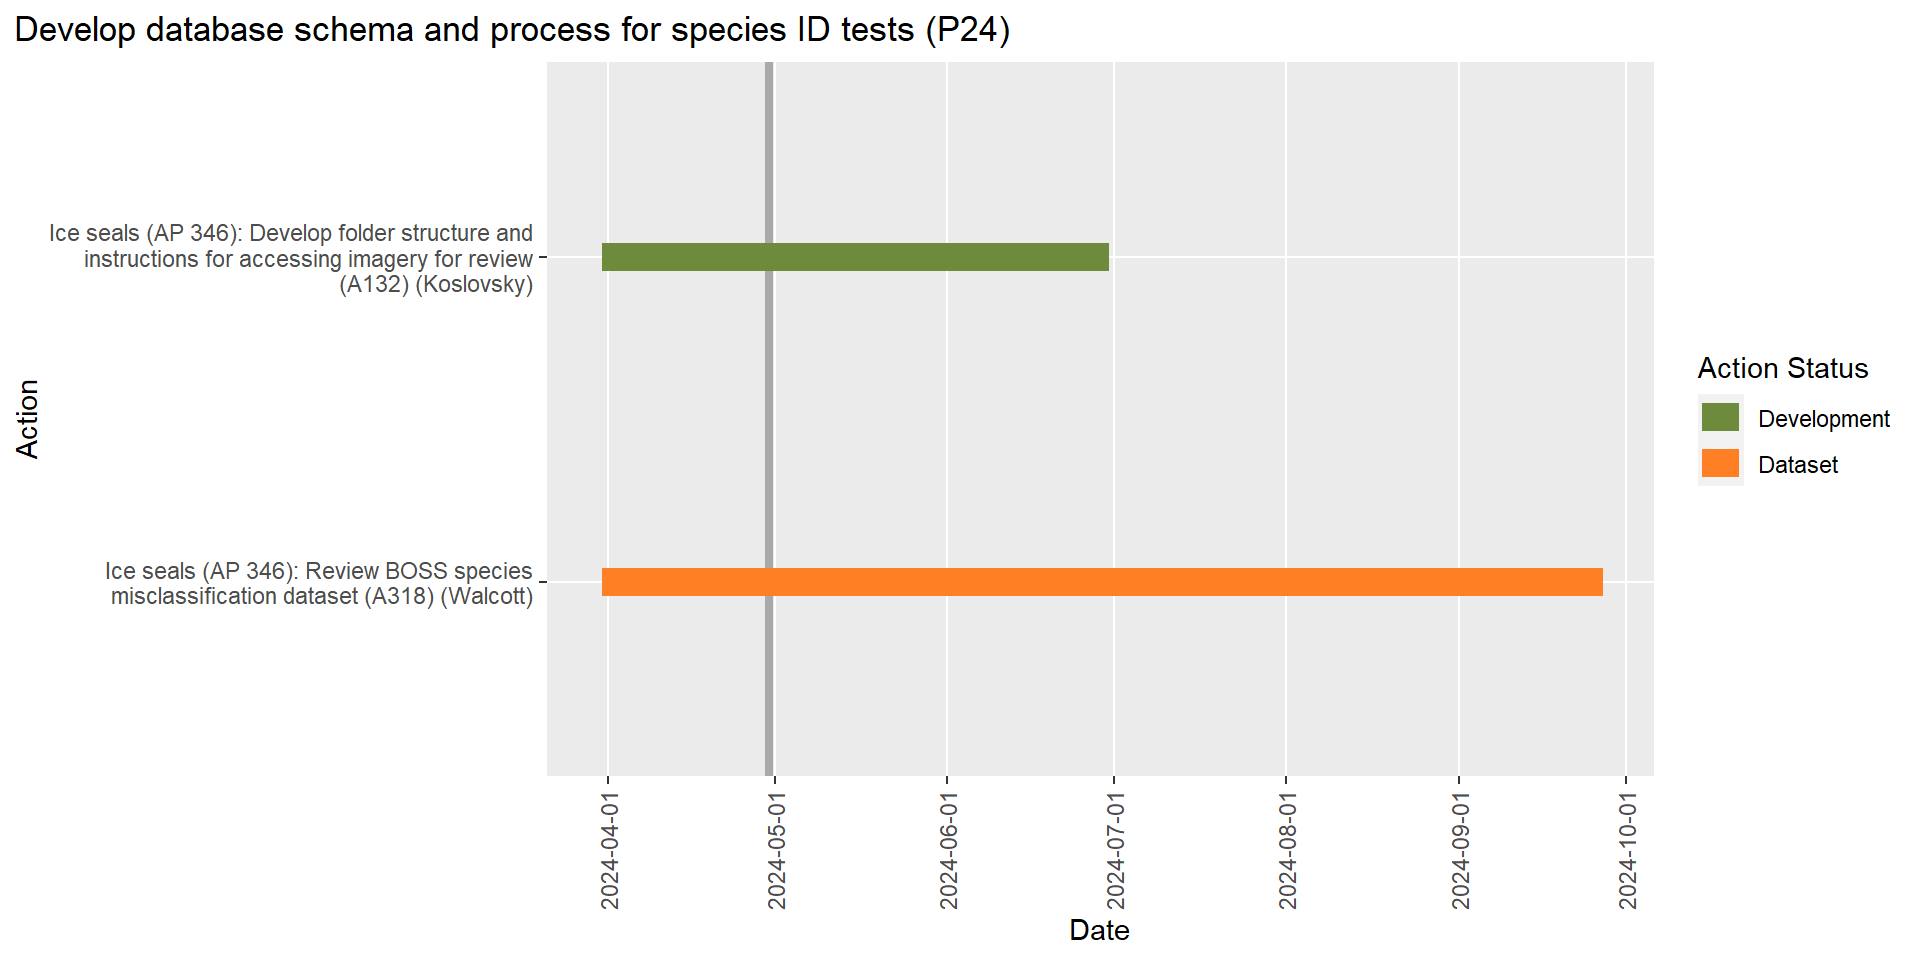 Develop database schema and process for species ID tests (P24)
Ice seals (AP 346): Develop folder structure and
instructions for accessing imagery for review
(A132) (Koslovsky)
Ice seals (AP 346): Review BOSS species
misclassification dataset (A318) (Walcott)
Action
2024-04-01
2024-05-01
2024-06-01
2024-07-01
2024-08-01
2024-09-01
2024-10-01
Date
Action Status
Development
Dataset